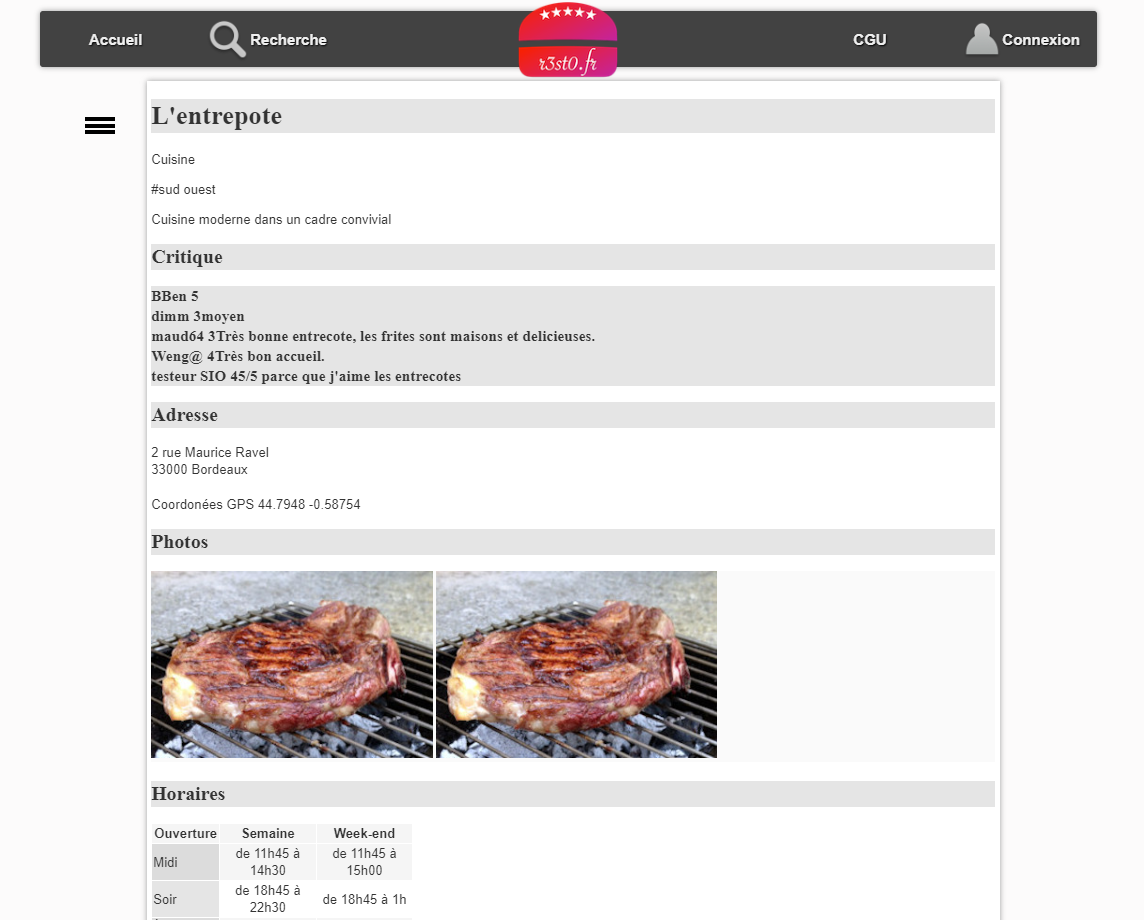 Accueil
Recherche
r3st0.fr
CGU
Connexion
L'entrepote
Cuisine
#sud ouest
Cuisine moderne dans un cadre convivial
Critique
BBen 5
dimm 3moyen
maud64 3Très bonne entrecote, les frites sont maisons et delicieuses.
Weng@ 4Très bon accueil.
testeur SIO 45/5 parce que j'aime les entrecotes
Adresse
2 rue Maurice Ravel
33000 Bordeaux
Coordonées GPS 44.7948 -0.58754
Photos
Horaires
Ouverture Semaine Week-end
Midi de 11h45 à 14h30 de 11h45 à 15h00
Soir de 18h45 à 22h30 de 18h45 à 1h